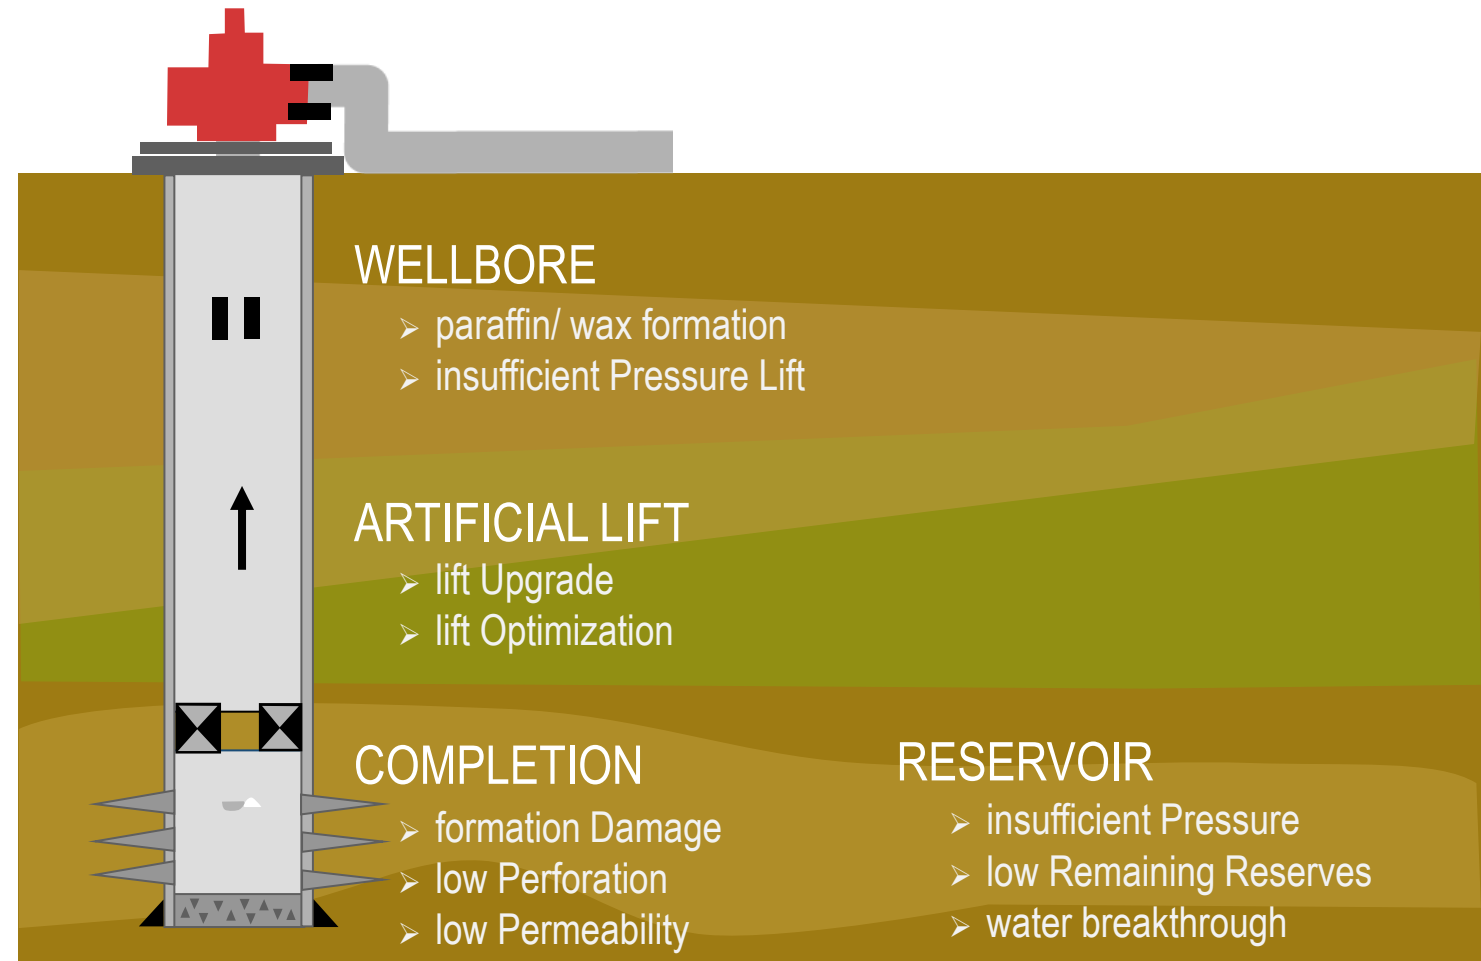 WELLBORE
➢ paraffin/ wax formation
➢ insufficient Pressure Lift
ARTIFICIAL LIFT
➢ lift Upgrade
➢ lift Optimization
COMPLETION
➢ formation Damage
➢ low Perforation
➢ low Permeability
RESERVOIR
➢ insufficient Pressure
➢ low Remaining Reserves
➢ water breakthrough